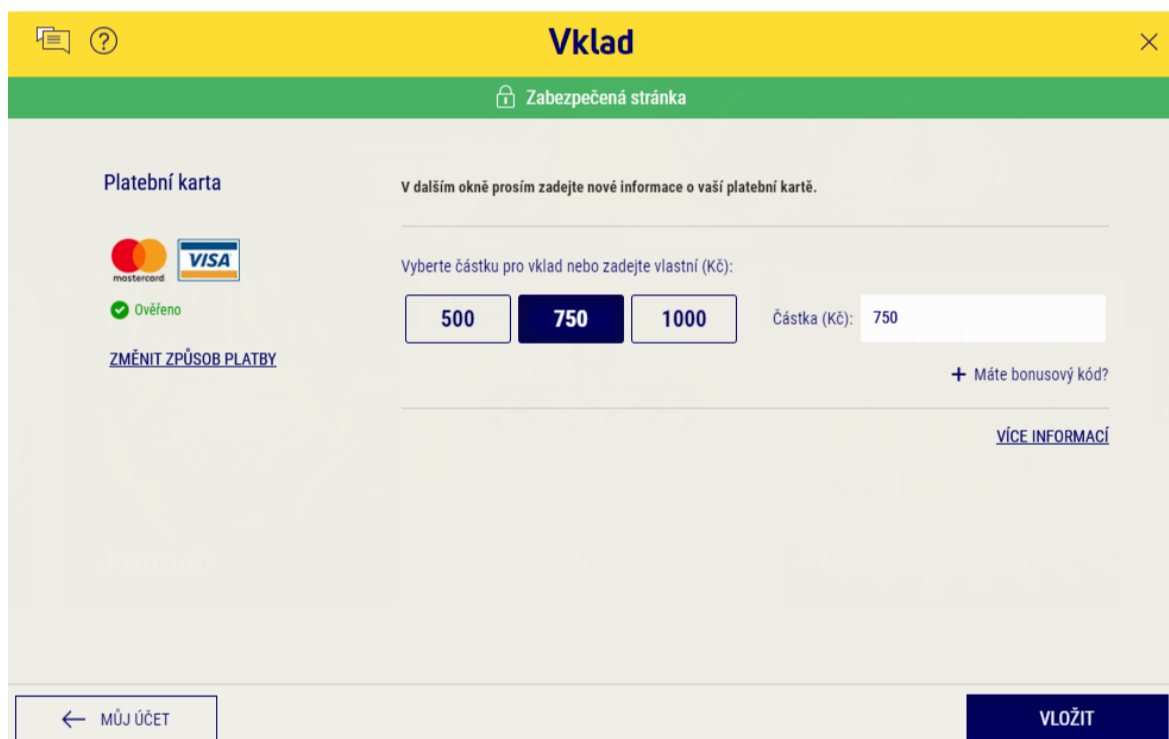 Vklad
Zabezpečená stránka
Platební karta
V dalším okně prosím zadejte nové informace o vaší platební kartě.
mastercard
VISA
Vyberte částku pro vklad nebo zadejte vlastní (Kč):
Ověřeno
500
750
1000
Částka (Kč): 750
ZMĚNIT ZPŮSOB PLATBY
+ Máte bonusový kód?
VÍCE INFORMACÍ
← MŮJ ÚČET
VLOŽIT